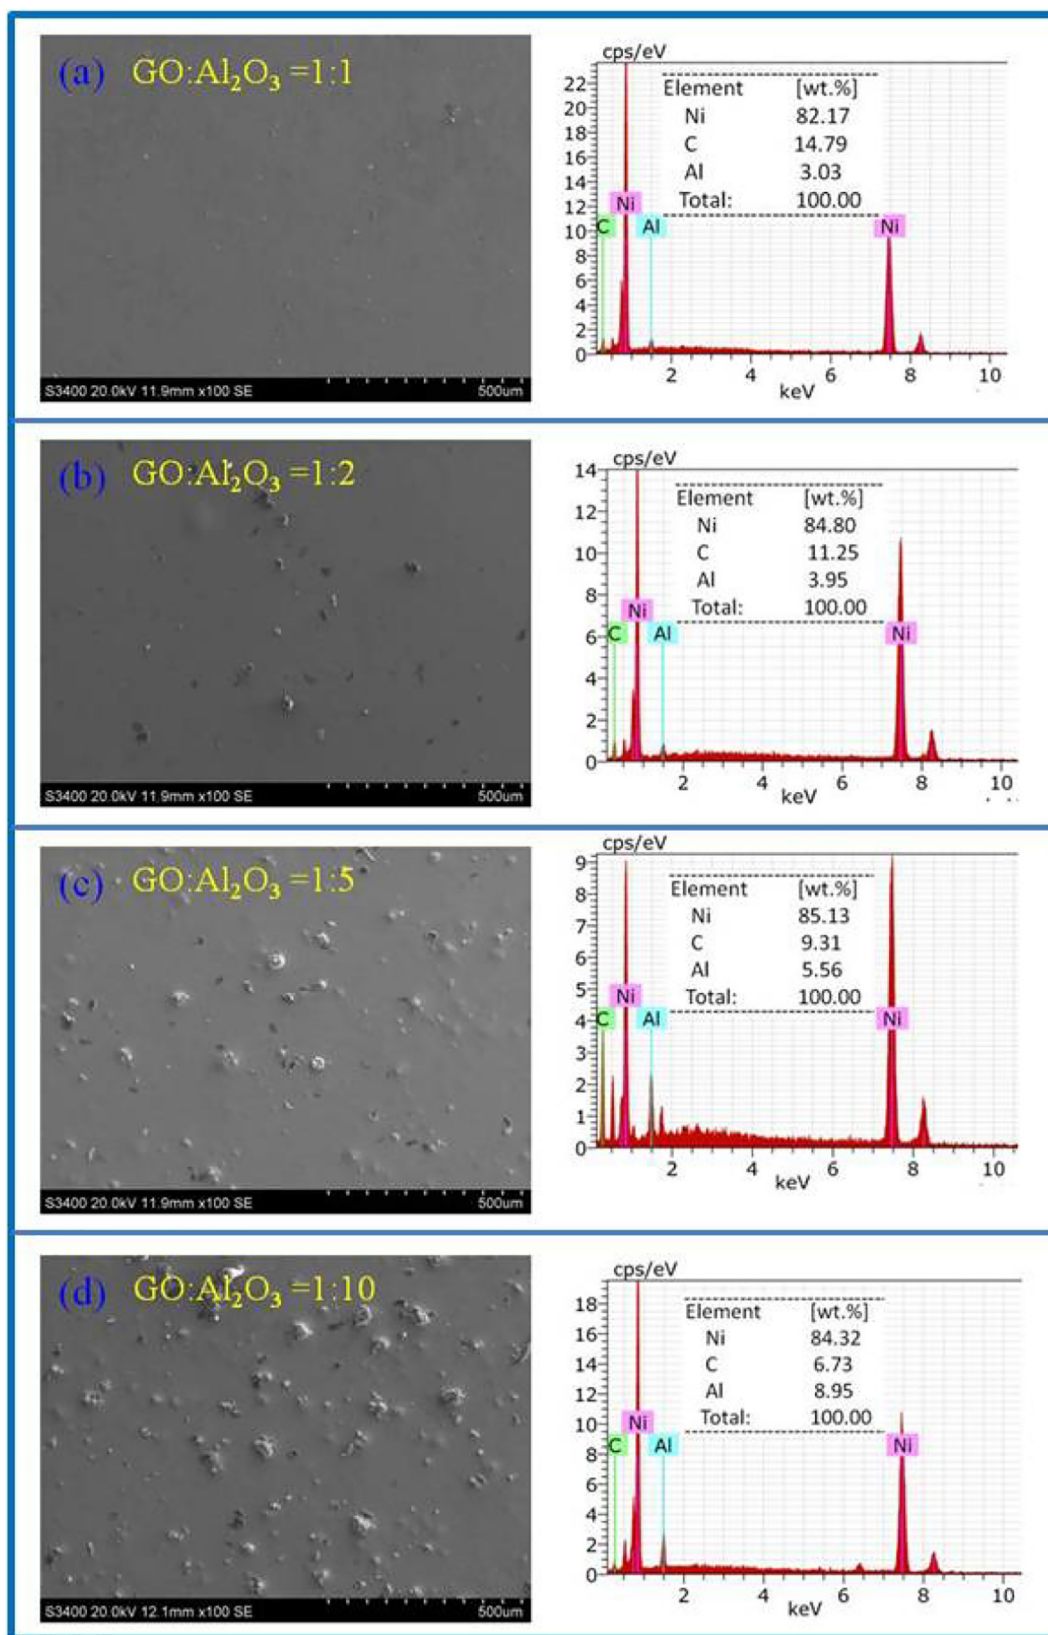 (a) GO:Al₂O₃ =1:1
S3400 20.0kV 11.9mm x100 SE 500um
cps/eV
Element [wt.%]
Ni 82.17
C 14.79
Al 3.03
Total: 100.00
22
20
18
16
14
12
10
8
6
4
2
0
C Ni Al Ni
2 4 6 8 10
keV
(b) GO:Al₂O₃ =1:2
S3400 20.0kV 11.9mm x100 SE 500um
cps/eV
Element [wt.%]
Ni 84.80
C 11.25
Al 3.95
Total: 100.00
14
12
10
8
6
4
2
0
C Ni Al Ni
2 4 6 8 10
keV
(c) GO:Al₂O₃ =1:5
S3400 20.0kV 11.9mm x100 SE 500um
cps/eV
Element [wt.%]
Ni 85.13
C 9.31
Al 5.56
Total: 100.00
9
8
7
6
5
4
3
2
1
0
C Ni Al Ni
2 4 6 8 10
keV
(d) GO:Al₂O₃ =1:10
S3400 20.0kV 12.1mm x100 SE 500um
cps/eV
Element [wt.%]
Ni 84.32
C 6.73
Al 8.95
Total: 100.00
18
16
14
12
10
8
6
4
2
0
C Ni Al Ni
2 4 6 8 10
keV